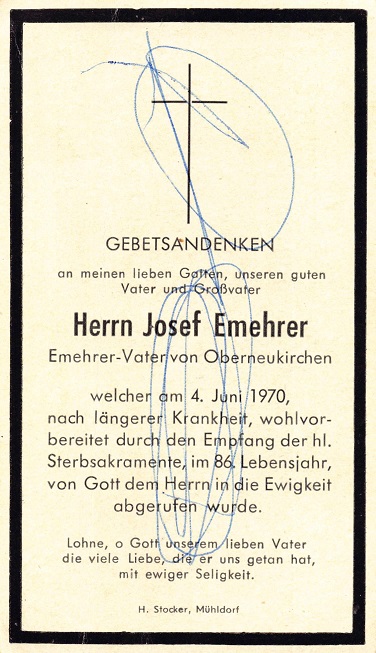 GEBETSANDENKEN
an meinen lieben Gatten, unseren guten
Vater und Großvater
Herrn Josef Emehrer
Emehrer-Vater von Oberneukirchen
welcher am 4. Juni 1970,
nach längerer Krankheit, wohlvor-
bereitet durch den Empfang der hl.
Sterbsakramente, im 86. Lebensjahr,
von Gott dem Herrn in die Ewigkeit
abgerufen wurde.
Lohne, o Gott unserem lieben Vater
die viele Liebe, die er uns getan hat,
mit ewiger Seligkeit.
H. Stocker, Mühldorf